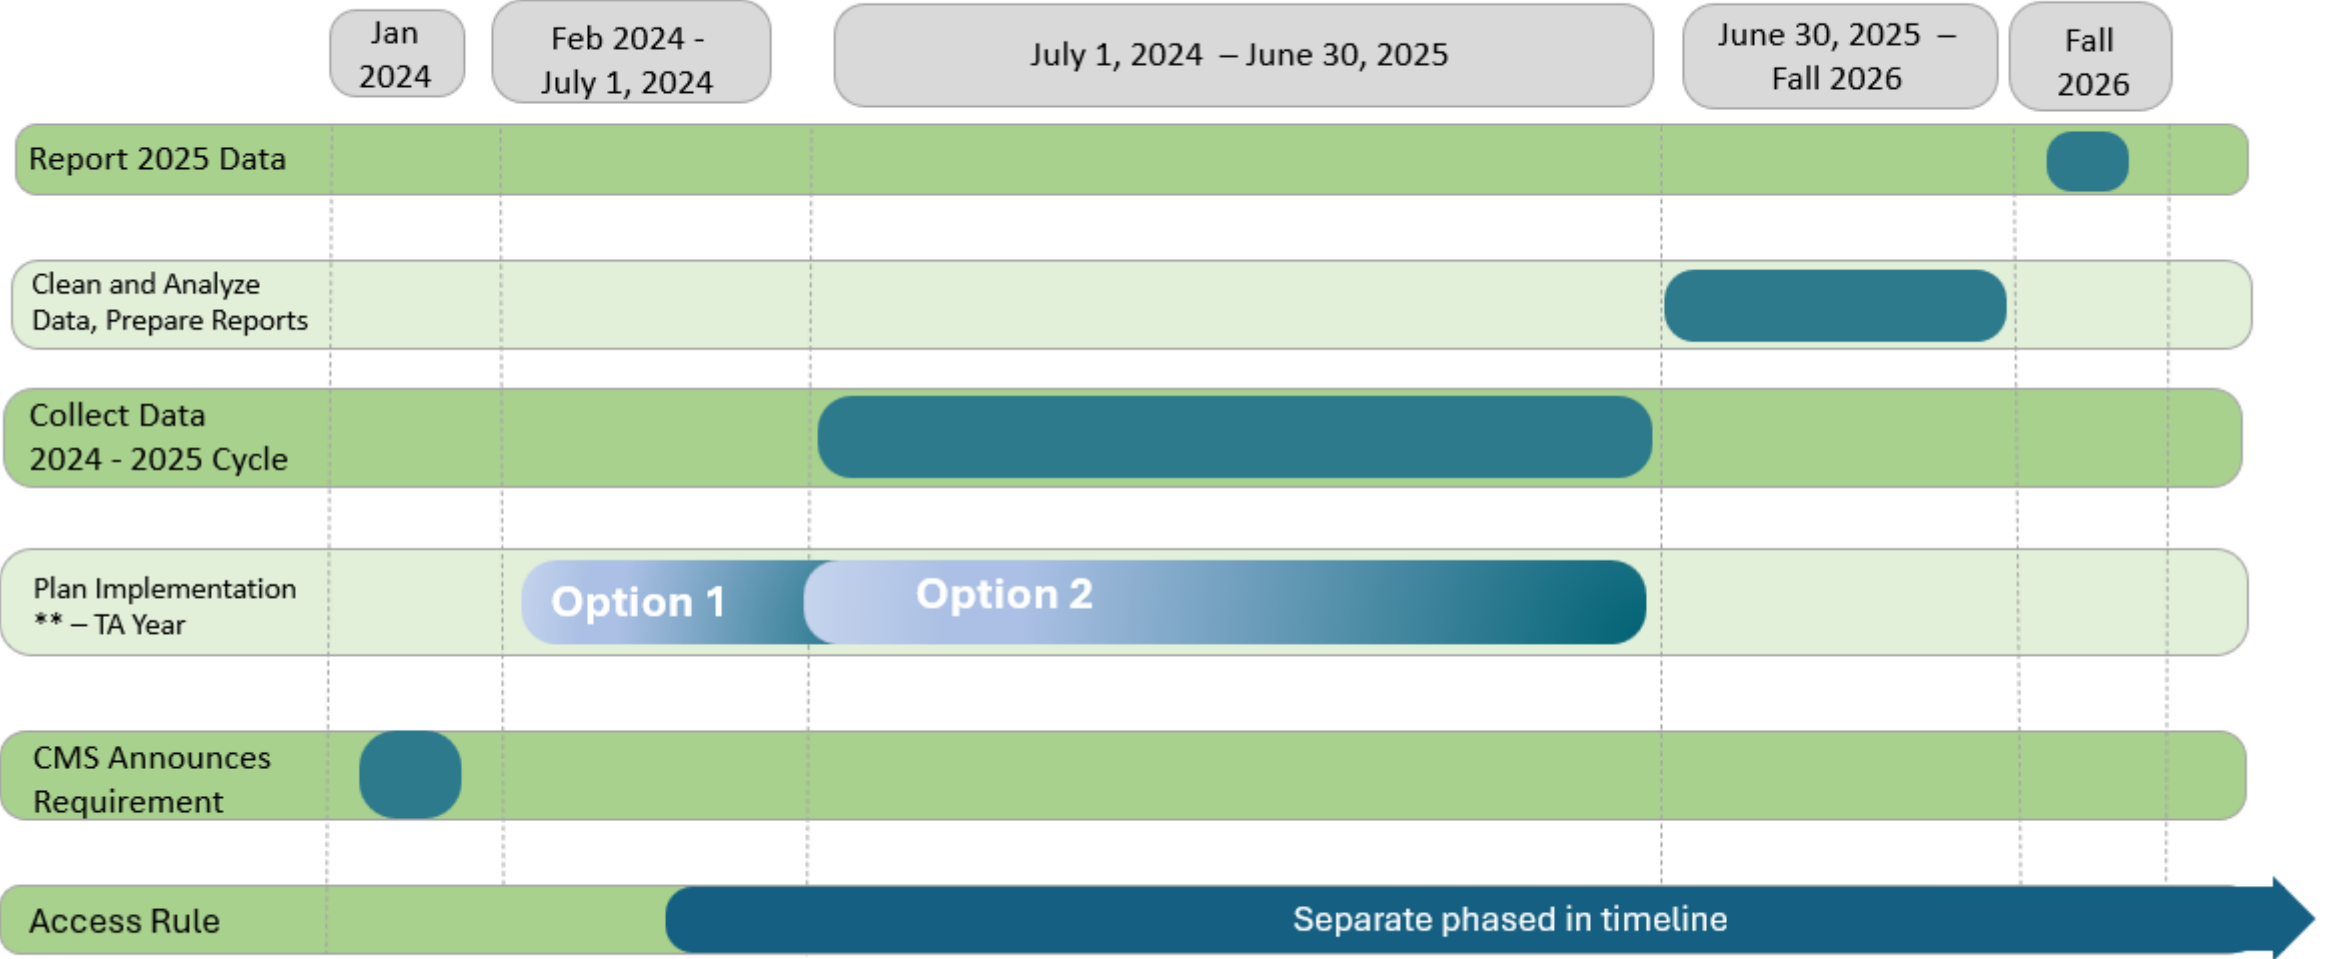 Jan
2024
Feb 2024 -
July 1, 2024
July 1, 2024 – June 30, 2025
June 30, 2025 –
Fall 2026
Fall
2026
Report 2025 Data
Clean and Analyze
Data, Prepare Reports
Collect Data
2024 - 2025 Cycle
Plan Implementation
** – TA Year
Option 1
Option 2
CMS Announces
Requirement
Access Rule
Separate phased in timeline